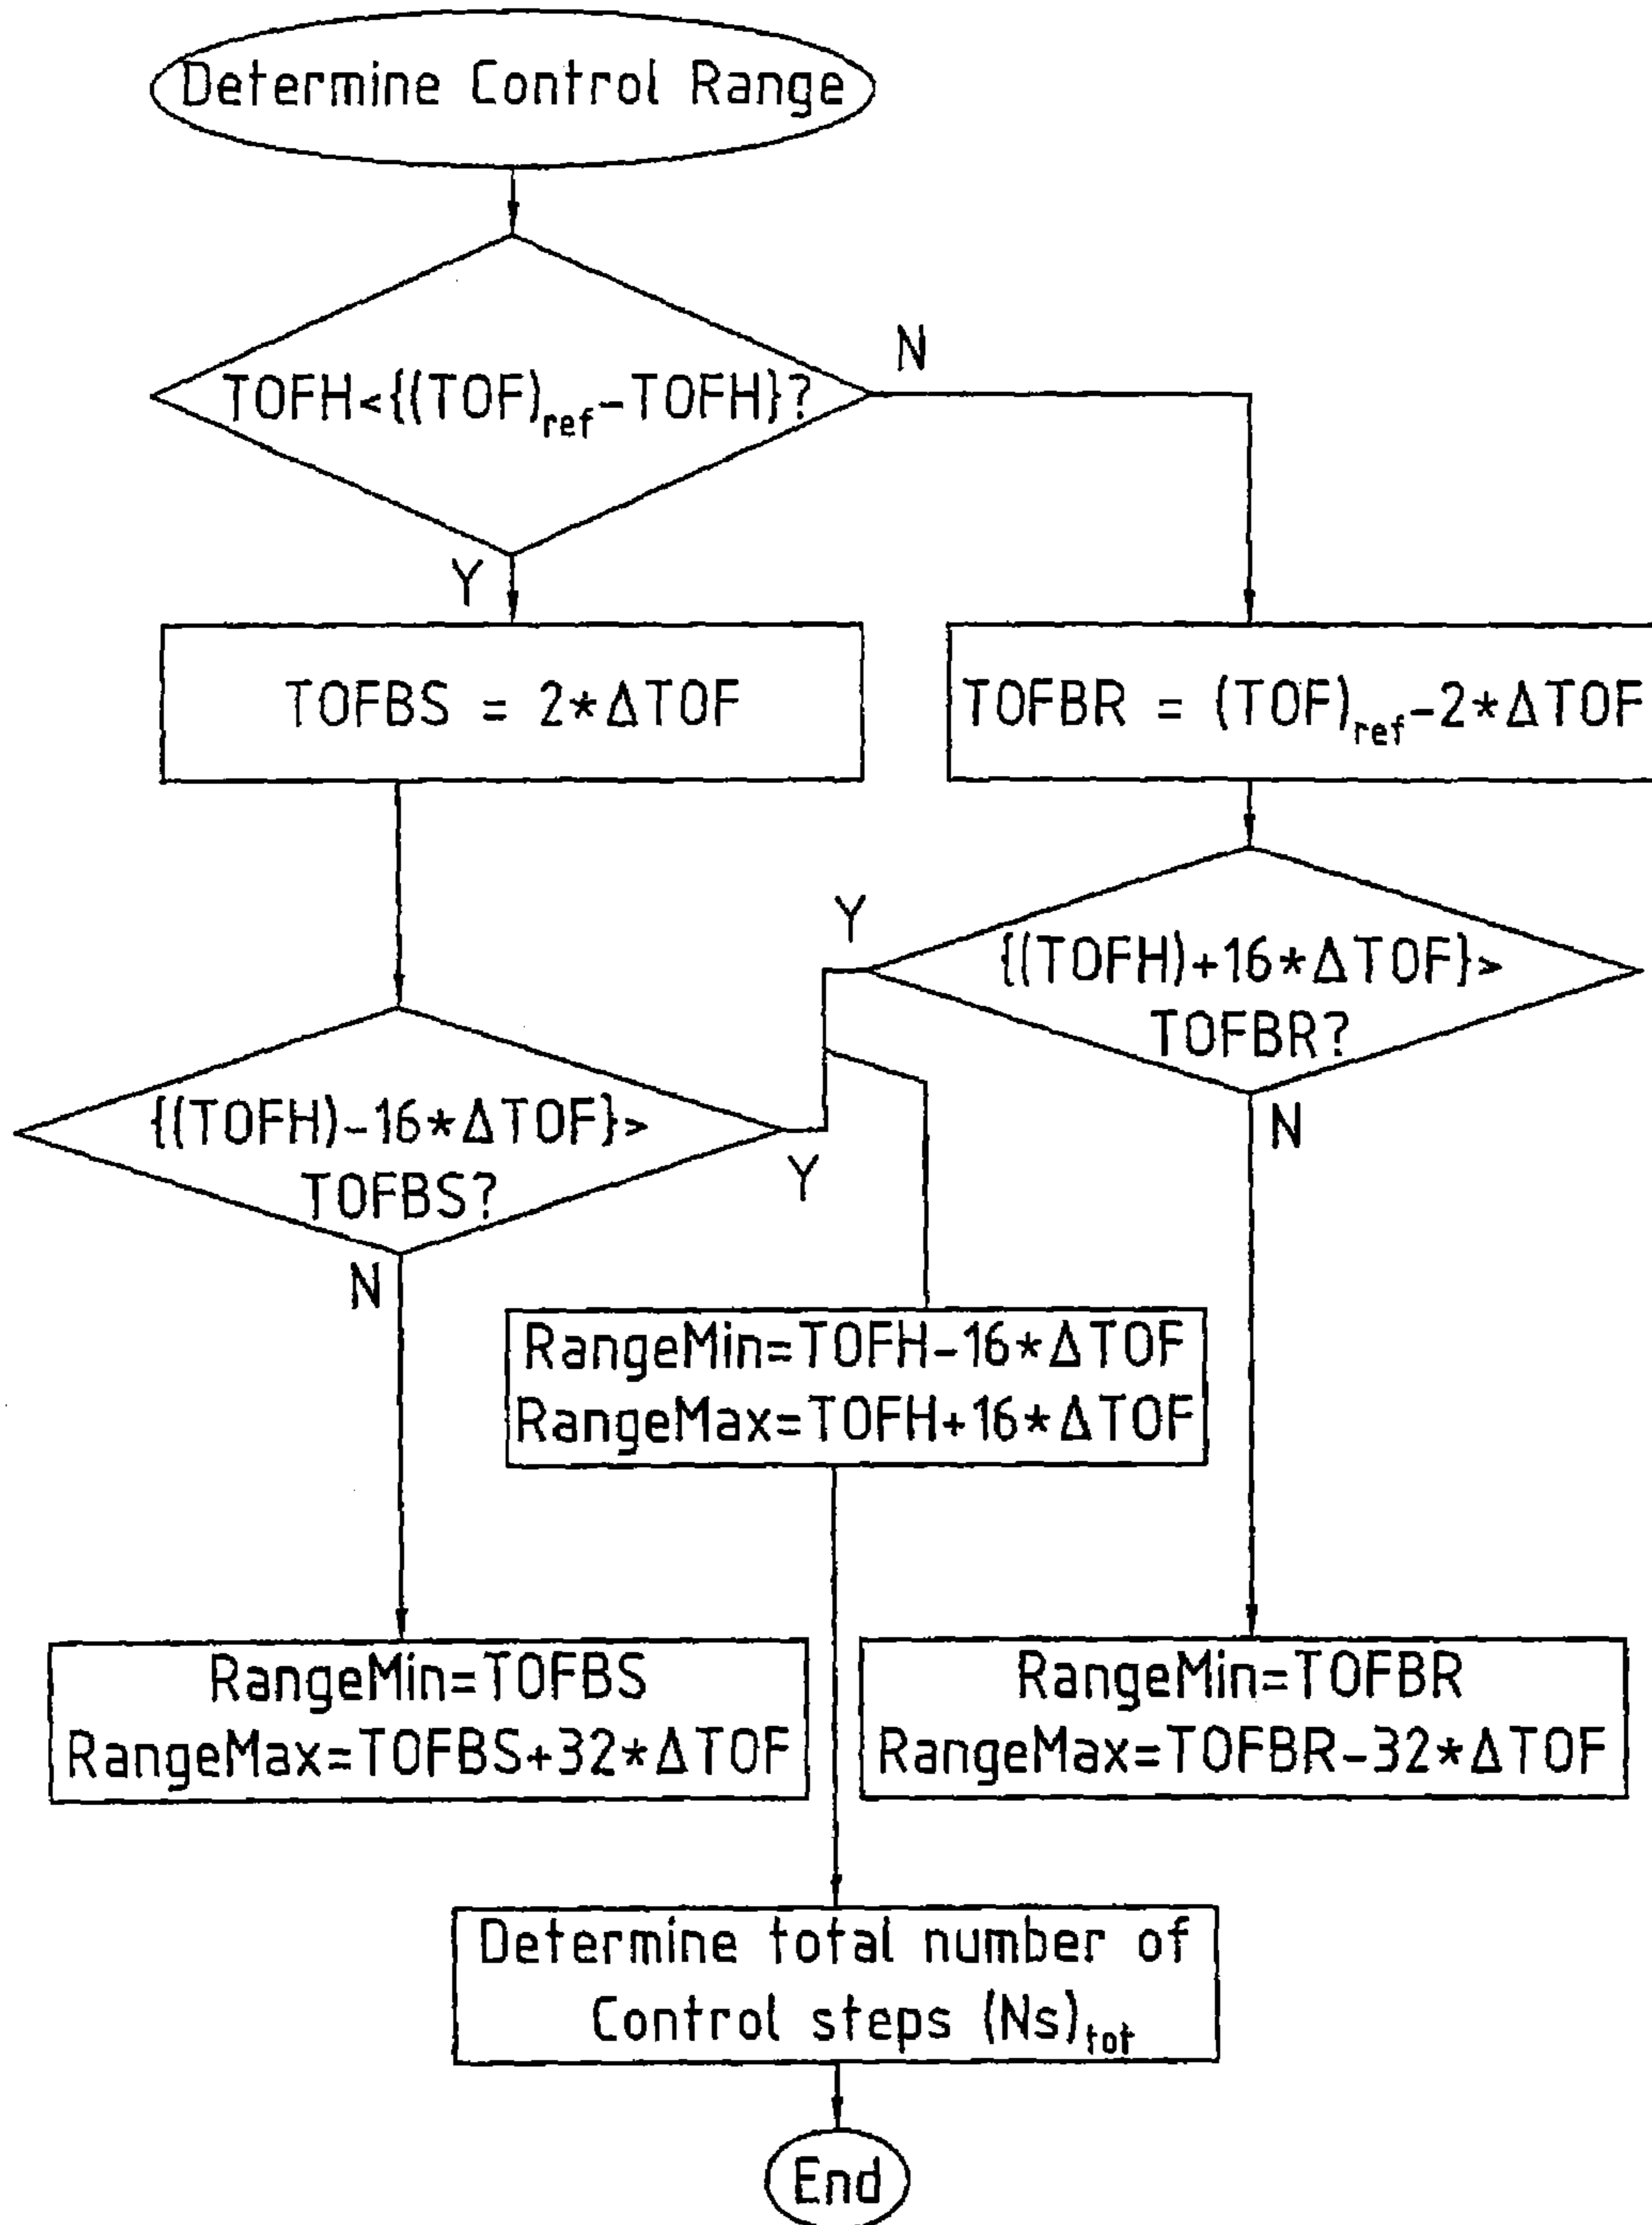 Determine Control Range
TOFH<{(TOF)ref-TOFH}?
N
Y
TOFBS = 2*ΔTOF
TOFBR = (TOF)ref-2*ΔTOF
Y
{(TOFH)+16*ΔTOF}>
TOFBR?
N
{(TOFH)-16*ΔTOF}>
TOFBS?
Y
N
RangeMin=TOFH-16*ΔTOF
RangeMax=TOFH+16*ΔTOF
RangeMin=TOFBS
RangeMax=TOFBS+32*ΔTOF
RangeMin=TOFBR
RangeMax=TOFBR-32*ΔTOF
Determine total number of
Control steps (Ns)tot
End